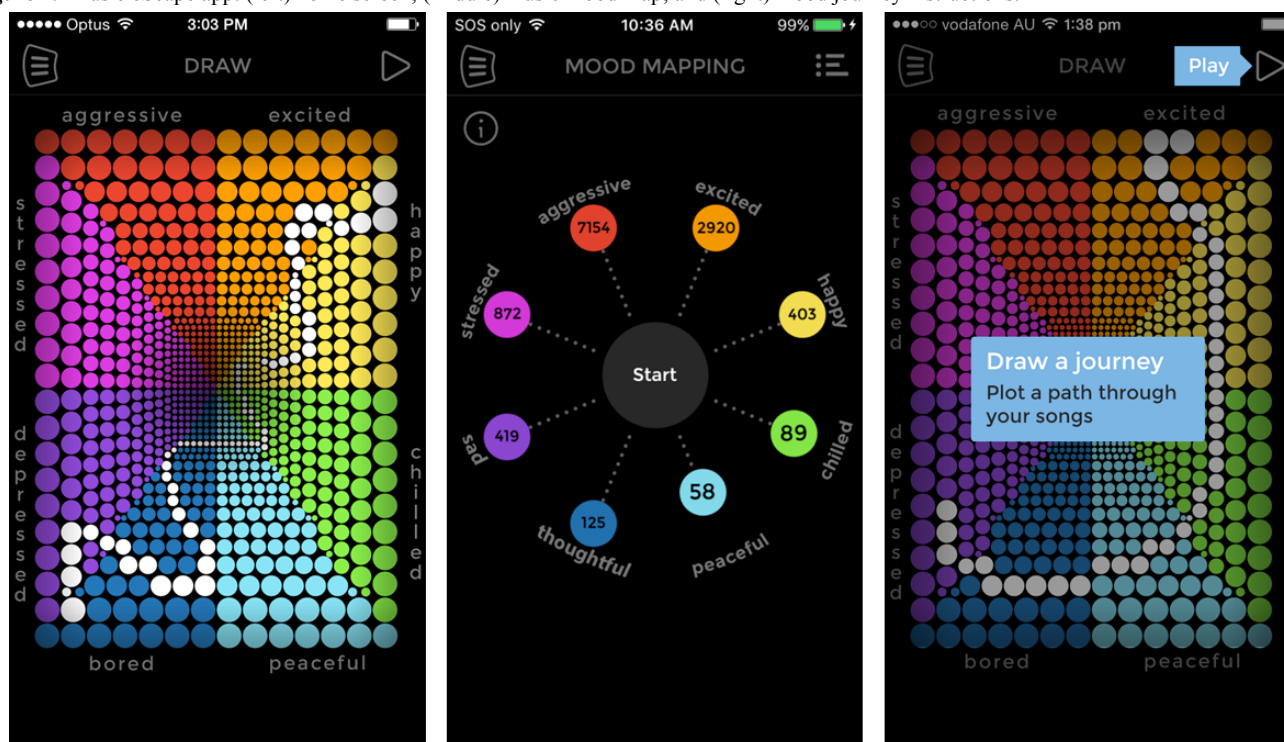 ●●●●● Optus 3:03 PM
DRAW
aggressive excited
stressed
happy
depressed
chilled
bored peaceful
SOS only 10:36 AM 99%
MOOD MAPPING
i
aggressive
excited
7154
2920
stressed
happy
872
403
Start
sad
419
89
chilled
58
125
thoughtful
peaceful
●●●○○ vodafone AU 1:38 pm
DRAW Play
aggressive excited
stressed
Draw a journey
Plot a path through
your songs
depressed
bored peaceful